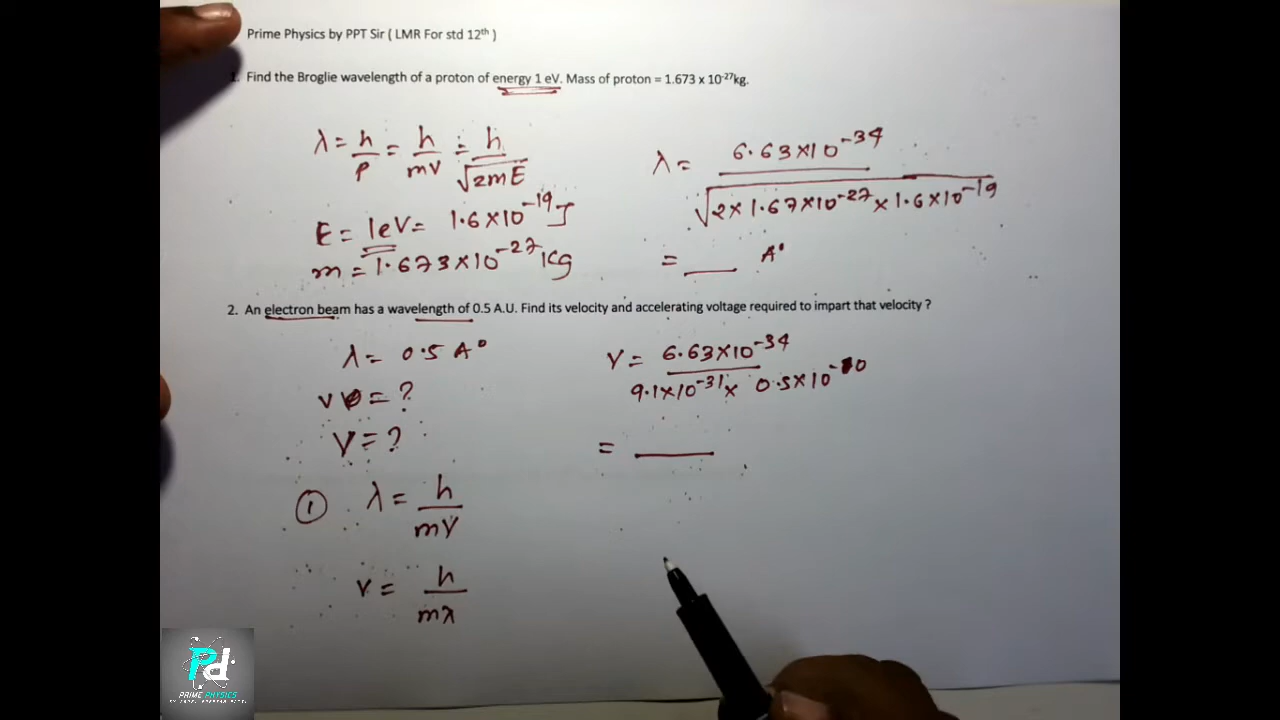 Prime Physics by PPT Sir ( LMR For std 12th )
1. Find the Broglie wavelength of a proton of energy 1 eV. Mass of proton = 1.673 x 10-27kg.
λ = h/p = h/mv = h/√2mE
E = 1eV = 1.6 × 10^-19 J
m = 1.673 × 10^-27 Kg
λ = 6.63×10^-34 / √2 × 1.67×10^-27 × 1.6×10^-19
= ___ A°
2. An electron beam has a wavelength of 0.5 A.U. Find its velocity and accelerating voltage required to impart that velocity ?
λ = 0.5 A°
v = ?
V = ?
① λ = h/mv
v = h/mλ
v = 6.63×10^-34 / 9.1×10^-31 × 0.5×10^-10
= ___
Pd
PRIME PHYSICS